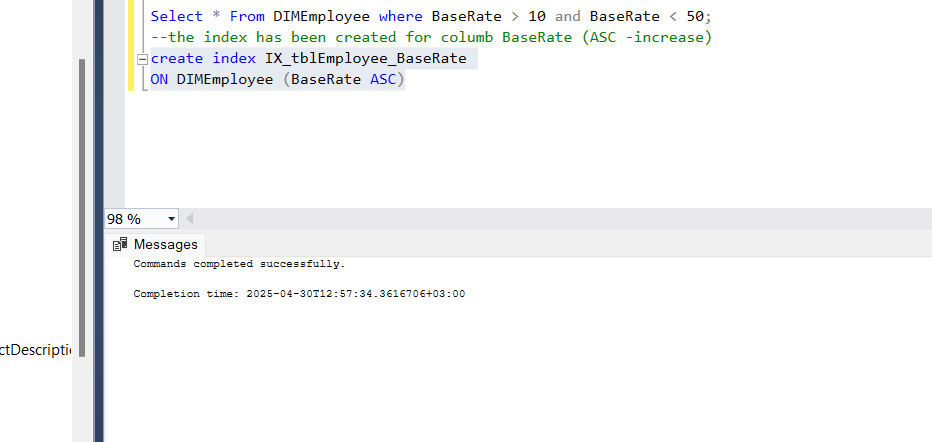 Select * From DIMEmployee where BaseRate > 10 and BaseRate < 50;
--the index has been created for columb BaseRate (ASC -increase)
create index IX_tblEmployee_BaseRate
ON DIMEmployee (BaseRate ASC)
98 %
Messages
Commands completed successfully.
Completion time: 2025-04-30T12:57:34.3616706+03:00